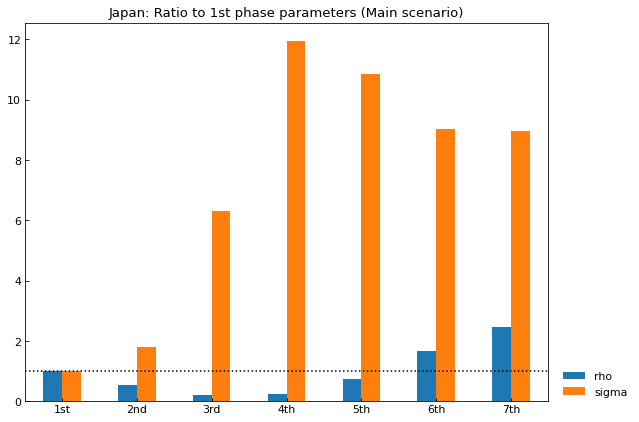 Japan: Ratio to 1st phase parameters (Main scenario)
12
10
8
6
4
2
0
1st 2nd 3rd 4th 5th 6th 7th
rho
sigma